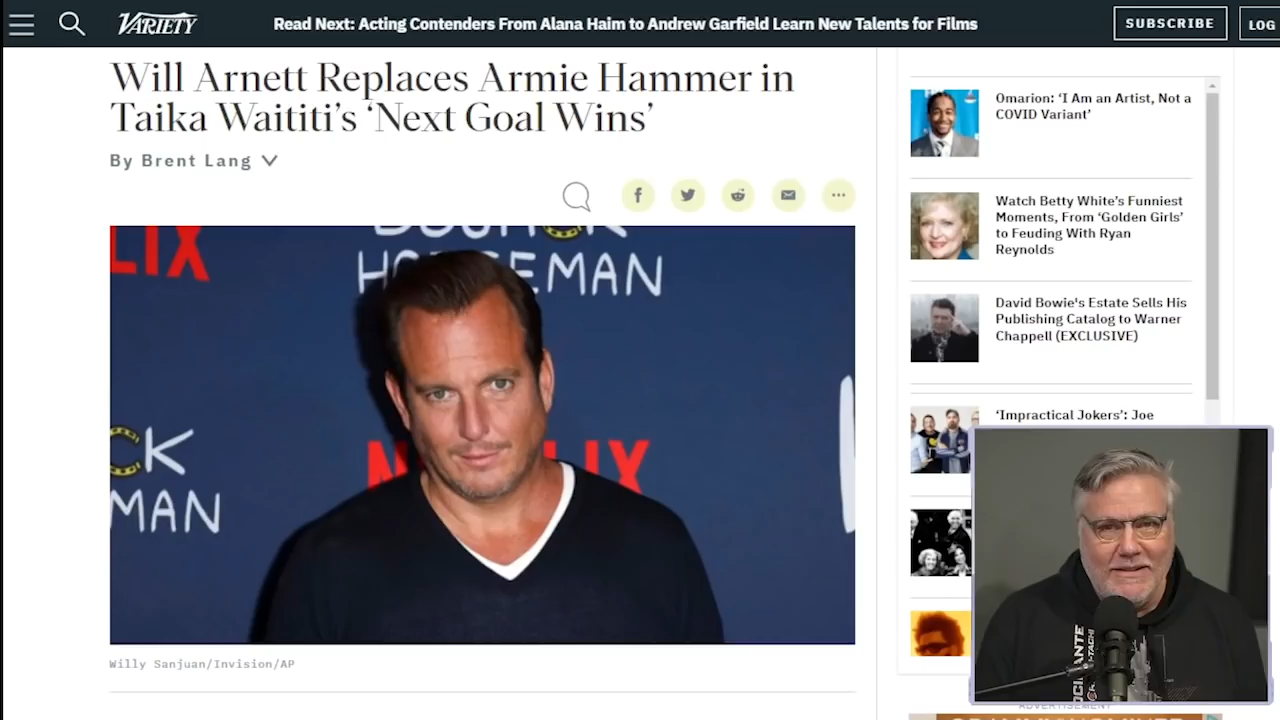 VARIETY
Read Next: Acting Contenders From Alana Haim to Andrew Garfield Learn New Talents for Films
SUBSCRIBE
LOG
Will Arnett Replaces Armie Hammer in
Taika Waititi's ‘Next Goal Wins’
By Brent Lang
LIX
HORSEMAN
CK
MAN
NETFLIX
Willy Sanjuan/Invision/AP
Omarion: ‘I Am an Artist, Not a
COVID Variant’
Watch Betty White's Funniest
Moments, From ‘Golden Girls’
to Feuding With Ryan
Reynolds
David Bowie's Estate Sells His
Publishing Catalog to Warner
Chappell (EXCLUSIVE)
‘Impractical Jokers’: Joe
ADVERTISEMENT